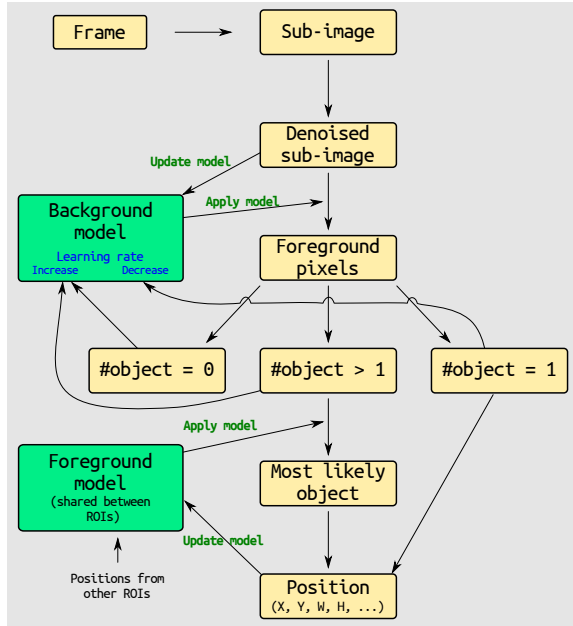 Frame
Sub-image
Denoised
sub-image
Update model
Apply model
Background
model
Learning rate
Increase
Decrease
Foreground
pixels
#object = 0
#object > 1
#object = 1
Apply model
Foreground
model
(shared between
ROIs)
Most likely
object
Update model
Positions from
other ROIs
Position
(X, Y, W, H, ...)